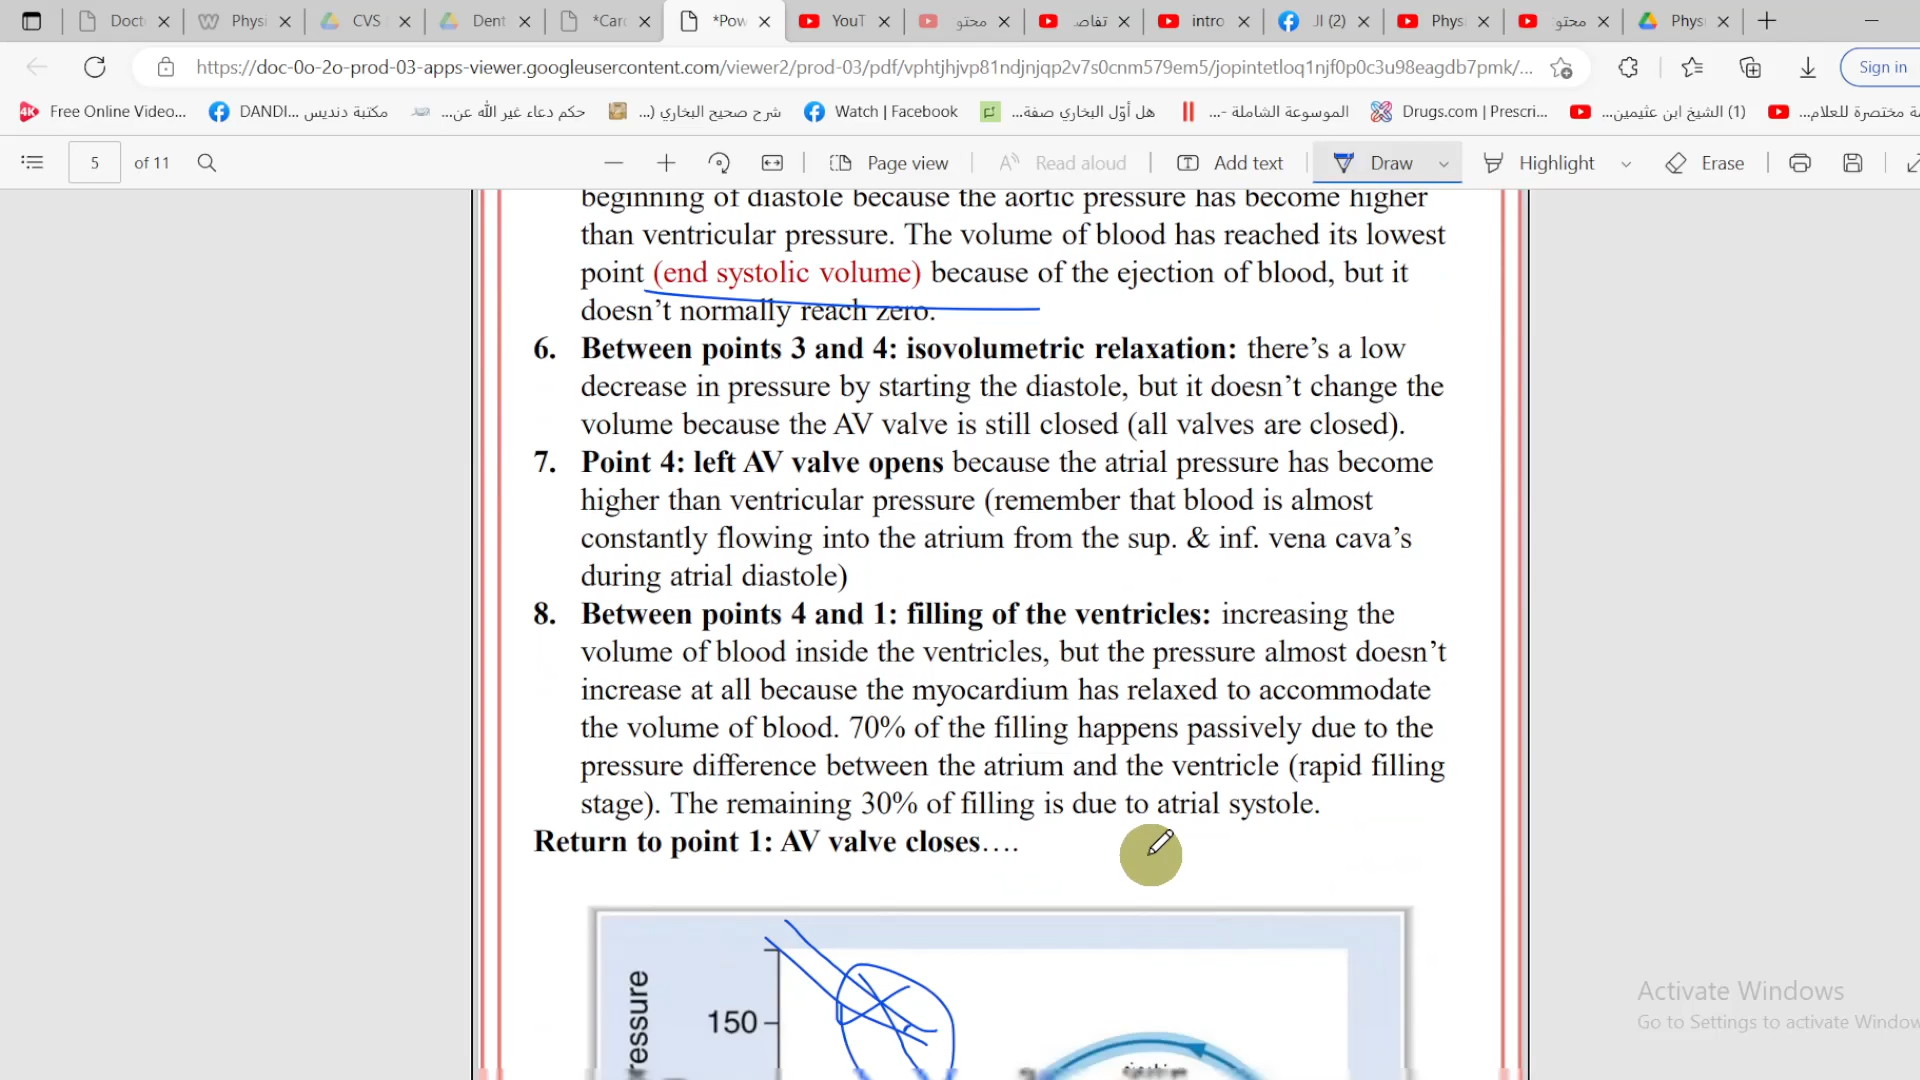 Doct
Physi
CVS
Dent
*Card
*Pow
YouT
محتو
تفاص
intro
(2) ال
Phys
محتو
Phys
https://doc-0o-2o-prod-03-apps-viewer.googleusercontent.com/viewer2/prod-03/pdf/vphtjhjvp81ndjnjqp2v7s0cnm579em5/jopintetloq1njf0p0c3u98eagdb7pmk/...
Sign in
Free Online Video...
مكتبة دنديس DANDI...
حكم دعاء غير الله عن...
شرح صحيح البخاري (...
Watch | Facebook
هل أوّل البخاري صفة...
الموسوعة الشاملة -...
Drugs.com | Prescri...
(1) الشيخ ابن عثيمين...
مختصرة للعلام...
5 of 11
Page view
Read aloud
Add text
Draw
Highlight
Erase
beginning of diastole because the aortic pressure has become higher
than ventricular pressure. The volume of blood has reached its lowest
point (end systolic volume) because of the ejection of blood, but it
doesn’t normally reach zero.
6. Between points 3 and 4: isovolumetric relaxation: there’s a low
decrease in pressure by starting the diastole, but it doesn’t change the
volume because the AV valve is still closed (all valves are closed).
7. Point 4: left AV valve opens because the atrial pressure has become
higher than ventricular pressure (remember that blood is almost
constantly flowing into the atrium from the sup. & inf. vena cava’s
during atrial diastole)
8. Between points 4 and 1: filling of the ventricles: increasing the
volume of blood inside the ventricles, but the pressure almost doesn’t
increase at all because the myocardium has relaxed to accommodate
the volume of blood. 70% of the filling happens passively due to the
pressure difference between the atrium and the ventricle (rapid filling
stage). The remaining 30% of filling is due to atrial systole.
Return to point 1: AV valve closes….
ressure
150
Activate Windows
Go to Settings to activate Window